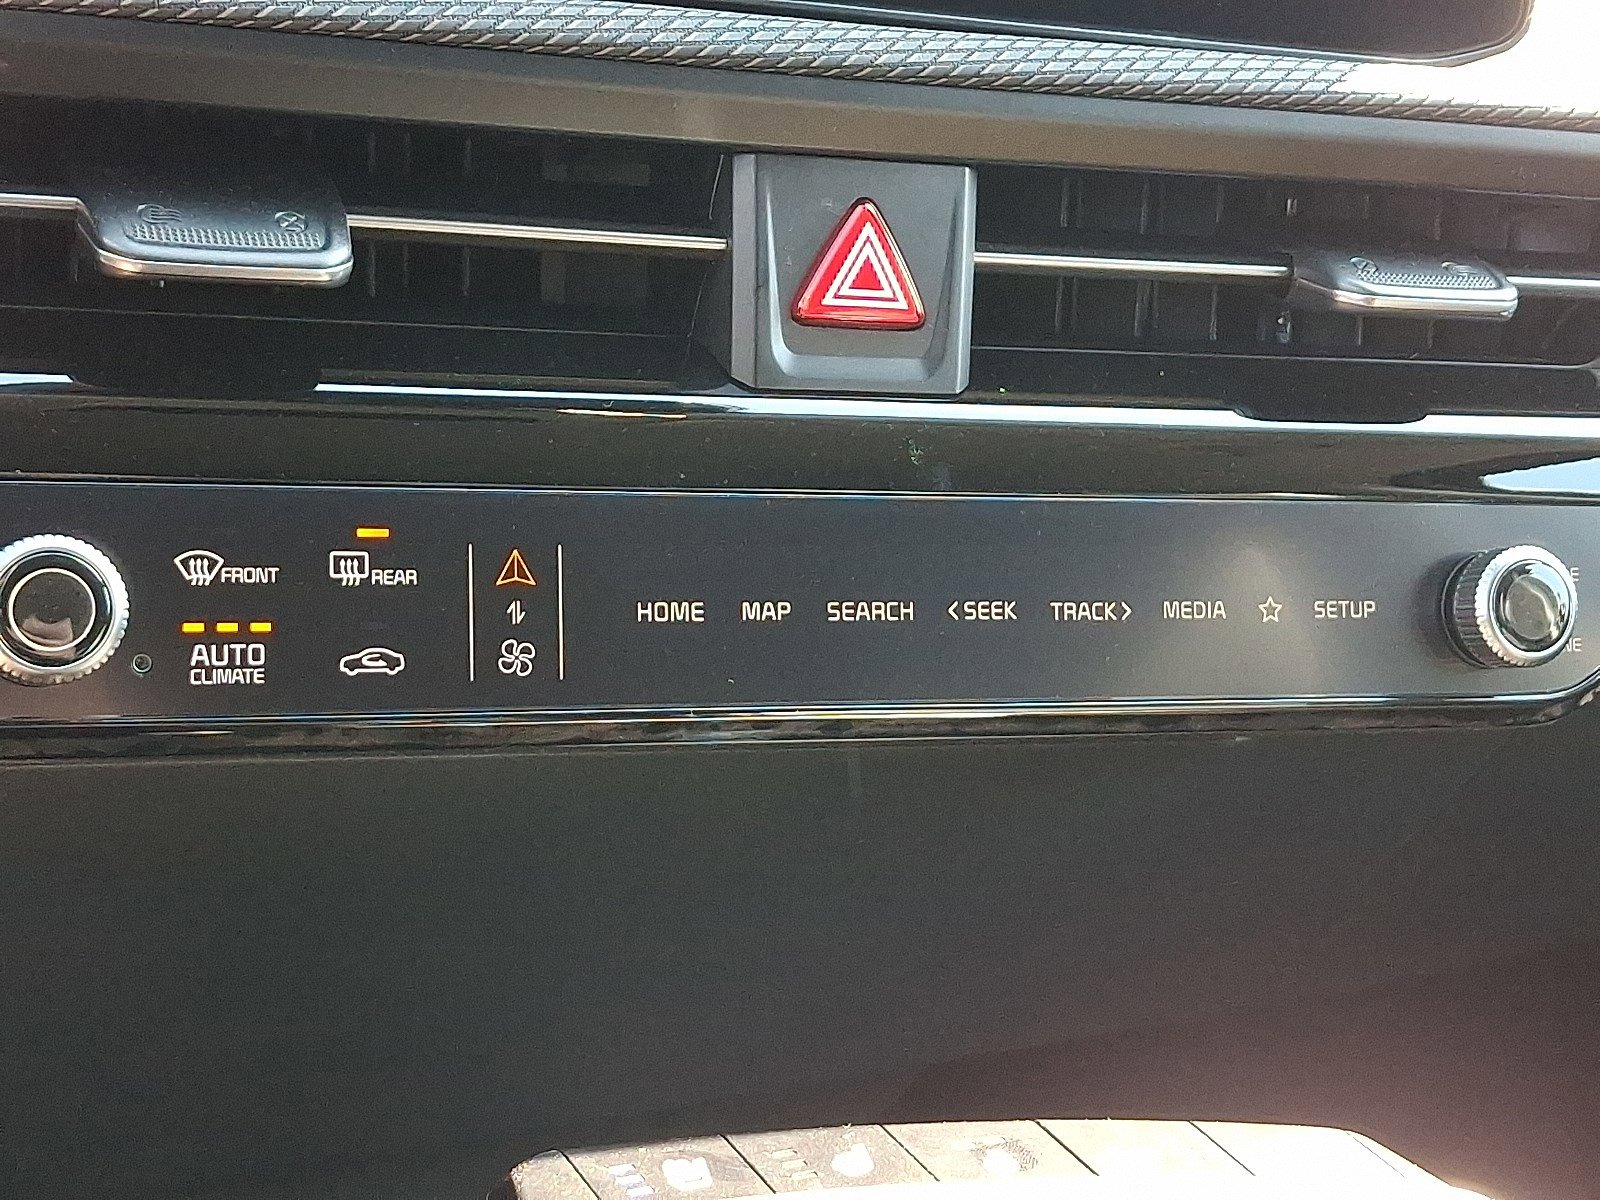 FRONT
REAR
AUTO
CLIMATE
HOME MAP SEARCH <SEEK TRACK> MEDIA ☆ SETUP